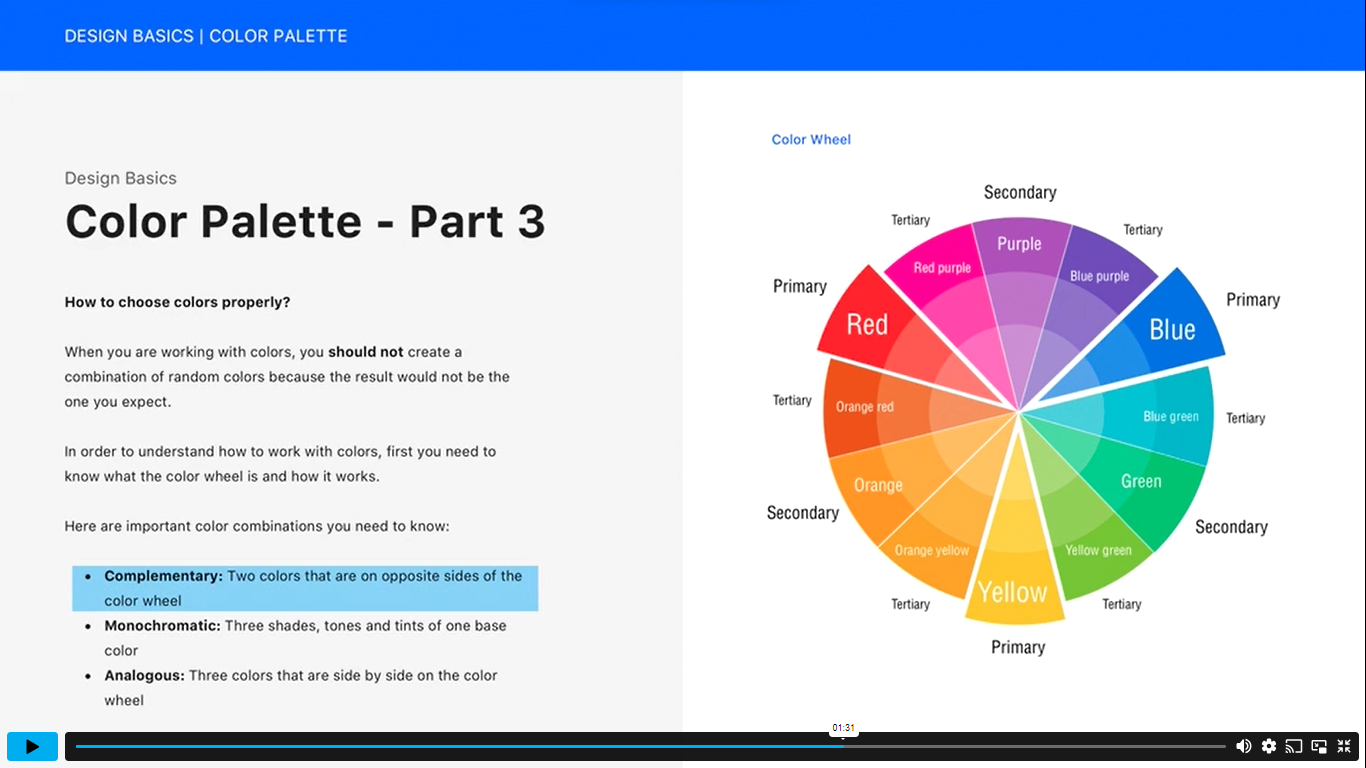 DESIGN BASICS | COLOR PALETTE
Design Basics
Color Palette - Part 3
How to choose colors properly?
When you are working with colors, you should not create a
combination of random colors because the result would not be the
one you expect.
In order to understand how to work with colors, first you need to
know what the color wheel is and how it works.
Here are important color combinations you need to know:
• Complementary: Two colors that are on opposite sides of the
color wheel
• Monochromatic: Three shades, tones and tints of one base
color
• Analogous: Three colors that are side by side on the color
wheel
Color Wheel
Secondary
Tertiary
Tertiary
Purple
Red purple
Blue purple
Primary
Primary
Red
Blue
Tertiary
Orange red
Blue green
Tertiary
Orange
Green
Secondary
Secondary
Orange yellow
Yellow green
Yellow
Tertiary
Tertiary
Primary
01:31